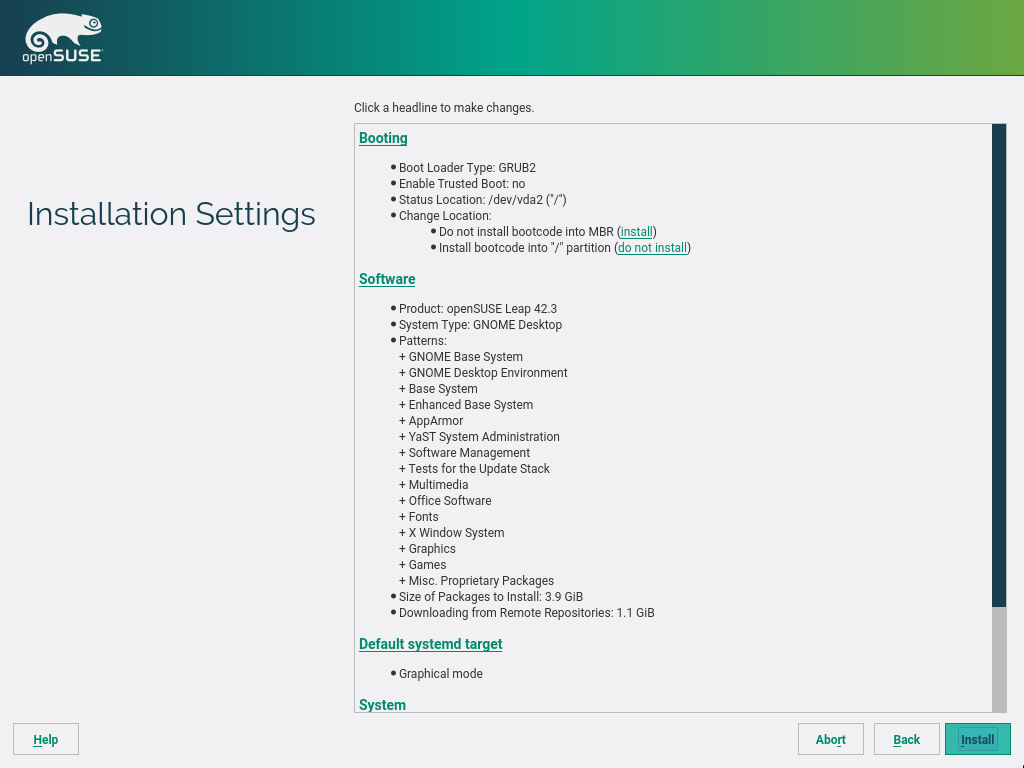 openSUSE
Click a headline to make changes.
Installation Settings
Booting
Boot Loader Type: GRUB2
Enable Trusted Boot: no
Status Location: /dev/vda2 ("/")
Change Location:
Do not install bootcode into MBR (install)
Install bootcode into "/" partition (do not install)
Software
Product: openSUSE Leap 42.3
System Type: GNOME Desktop
Patterns:
+ GNOME Base System
+ GNOME Desktop Environment
+ Base System
+ Enhanced Base System
+ AppArmor
+ YaST System Administration
+ Software Management
+ Tests for the Update Stack
+ Multimedia
+ Office Software
+ Fonts
+ X Window System
+ Graphics
+ Games
+ Misc. Proprietary Packages
Size of Packages to Install: 3.9 GiB
Downloading from Remote Repositories: 1.1 GiB
Default systemd target
Graphical mode
System
Help
Abort
Back
Install